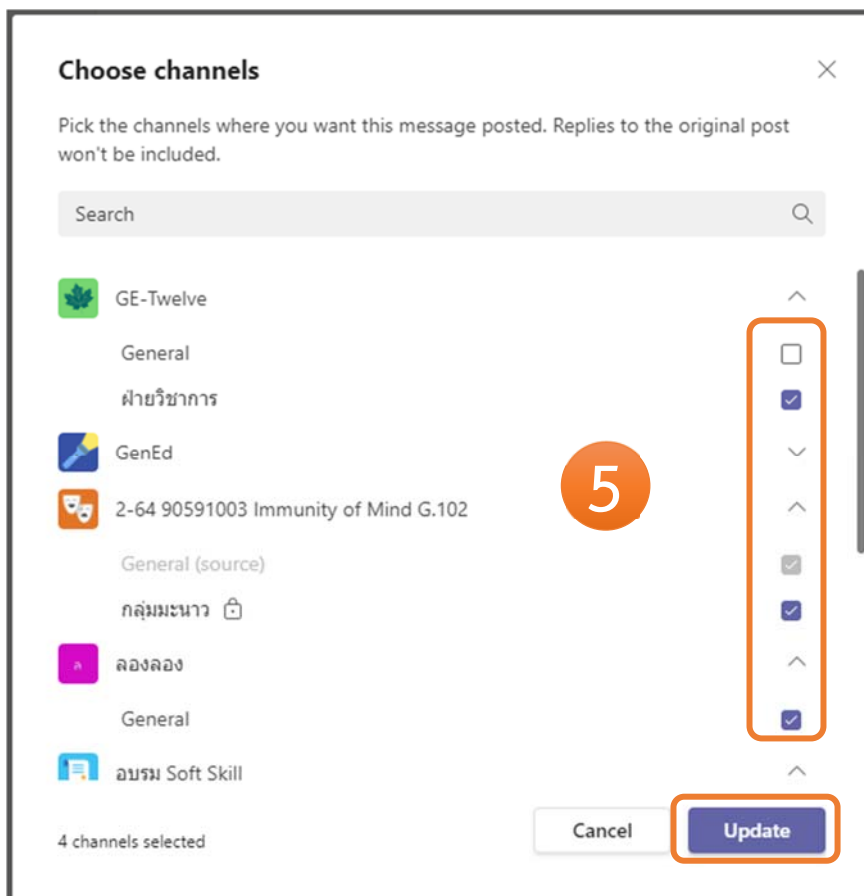 Choose channels
Pick the channels where you want this message posted. Replies to the original post
won't be included.
Search
GE-Twelve
General
ฝ่ายวิชาการ
GenEd
5
2-64 90591003 Immunity of Mind G.102
General (source)
กลุ่มมะนาว
ล ลองลอง
General
อบรม Soft Skill
4 channels selected
Cancel
Update